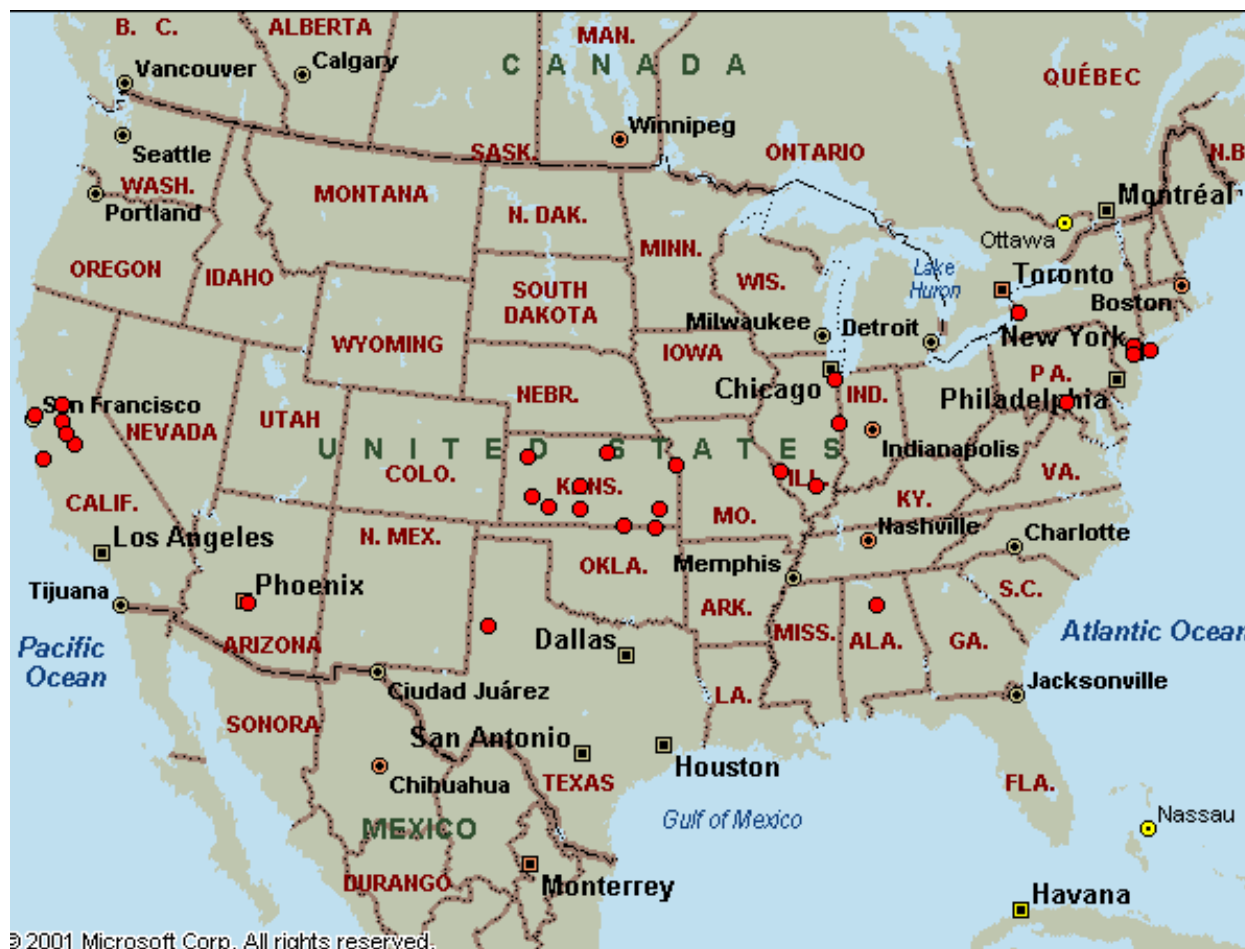 B. C.
ALBERTA
MAN.
CANADA
Calgary
Vancouver
QUÉBEC
Winnipeg
Seattle
SASK.
ONTARIO
N.B
WASH.
MONTANA
Montréal
Portland
N. DAK.
Ottawa
MINN.
OREGON
IDAHO
Lake
Huron
Toronto
WIS.
SOUTH
DAKOTA
Boston
Milwaukee
Detroit
New York
WYOMING
IOWA
PA.
Chicago
IND.
NEBR.
Philadelphia
San Francisco
UTAH
NEVADA
UNITED STATES
Indianapolis
COLO.
VA.
KANS.
ILL.
KY.
CALIF.
MO.
Nashville
Charlotte
Los Angeles
N. MEX.
OKLA.
Memphis
Phoenix
S.C.
Tijuana
ARK.
Atlantic Ocean
Pacific
Ocean
ARIZONA
Dallas
MISS.
ALA.
GA.
Ciudad Juárez
Jacksonville
LA.
SONORA
San Antonio
Houston
Chihuahua
TEXAS
FLA.
Gulf of Mexico
Nassau
MEXICO
DURANGO
Monterrey
Havana
© 2001 Microsoft Corp. All rights reserved.